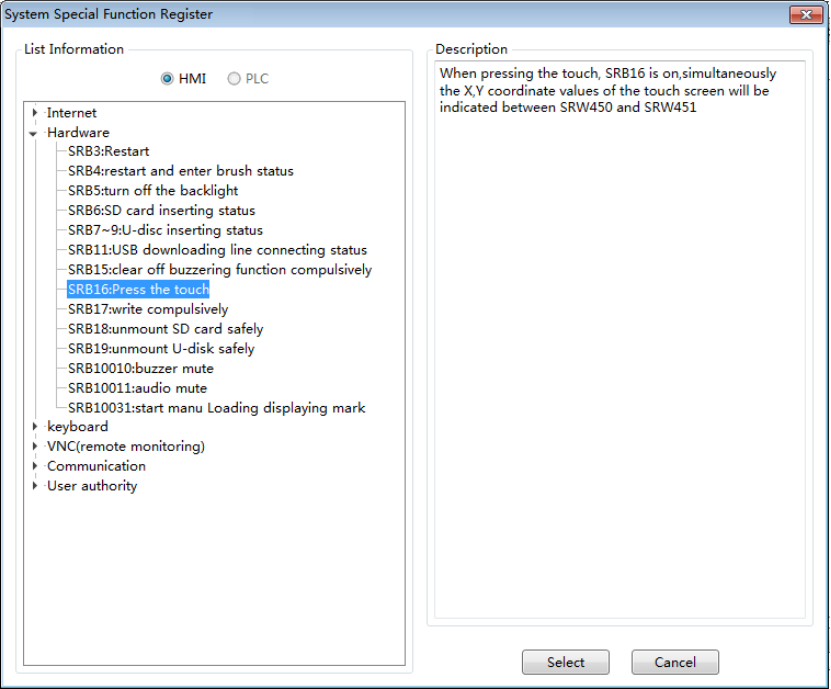 System Special Function Register
List Information
HMI PLC
Internet
Hardware
SRB3:Restart
SRB4:restart and enter brush status
SRB5:turn off the backlight
SRB6:SD card inserting status
SRB7~9:U-disc inserting status
SRB11:USB downloading line connecting status
SRB15:clear off buzzering function compulsively
SRB16:Press the touch
SRB17:write compulsively
SRB18:unmount SD card safely
SRB19:unmount U-disk safely
SRB10010:buzzer mute
SRB10011:audio mute
SRB10031:start manu Loading displaying mark
keyboard
VNC(remote monitoring)
Communication
User authority
Description
When pressing the touch, SRB16 is on,simultaneously
the X,Y coordinate values of the touch screen will be
indicated between SRW450 and SRW451
Select Cancel